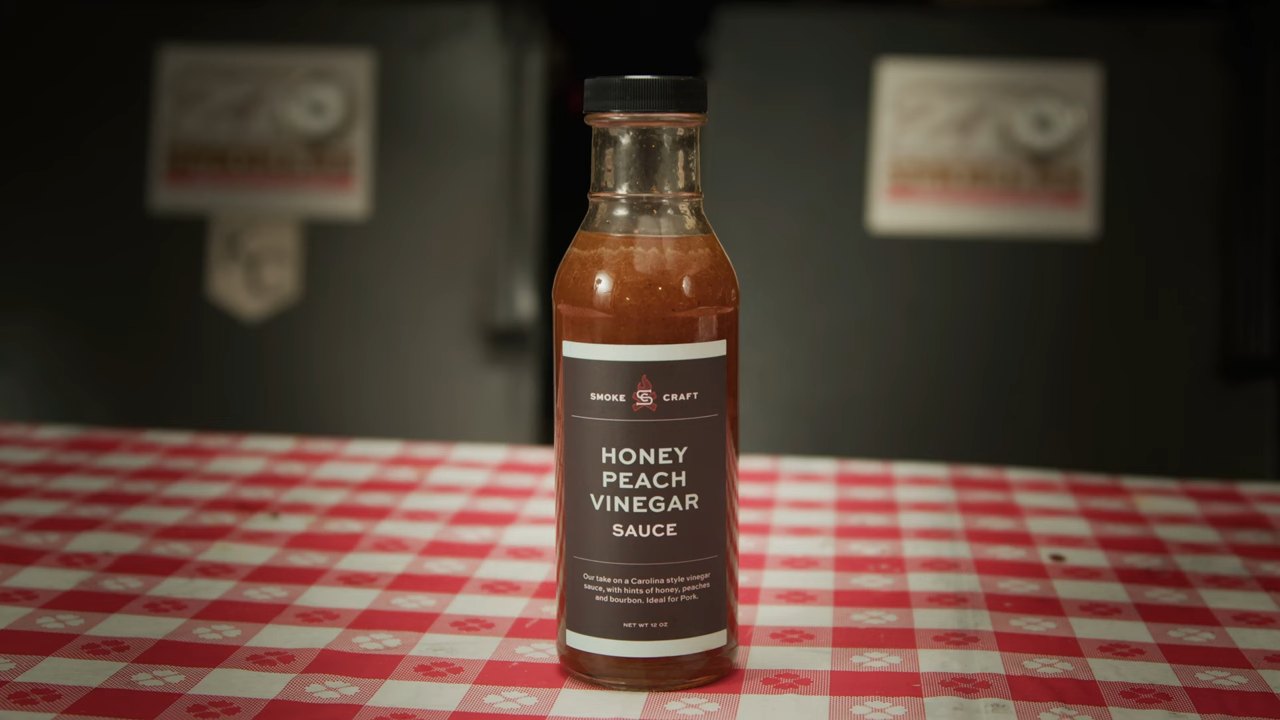 SMOKE SC CRAFT
HONEY
PEACH
VINEGAR
SAUCE
Our take on a Carolina style vinegar
sauce, with hints of honey, peaches
and bourbon. Ideal for Pork.
NET WT 12 OZ